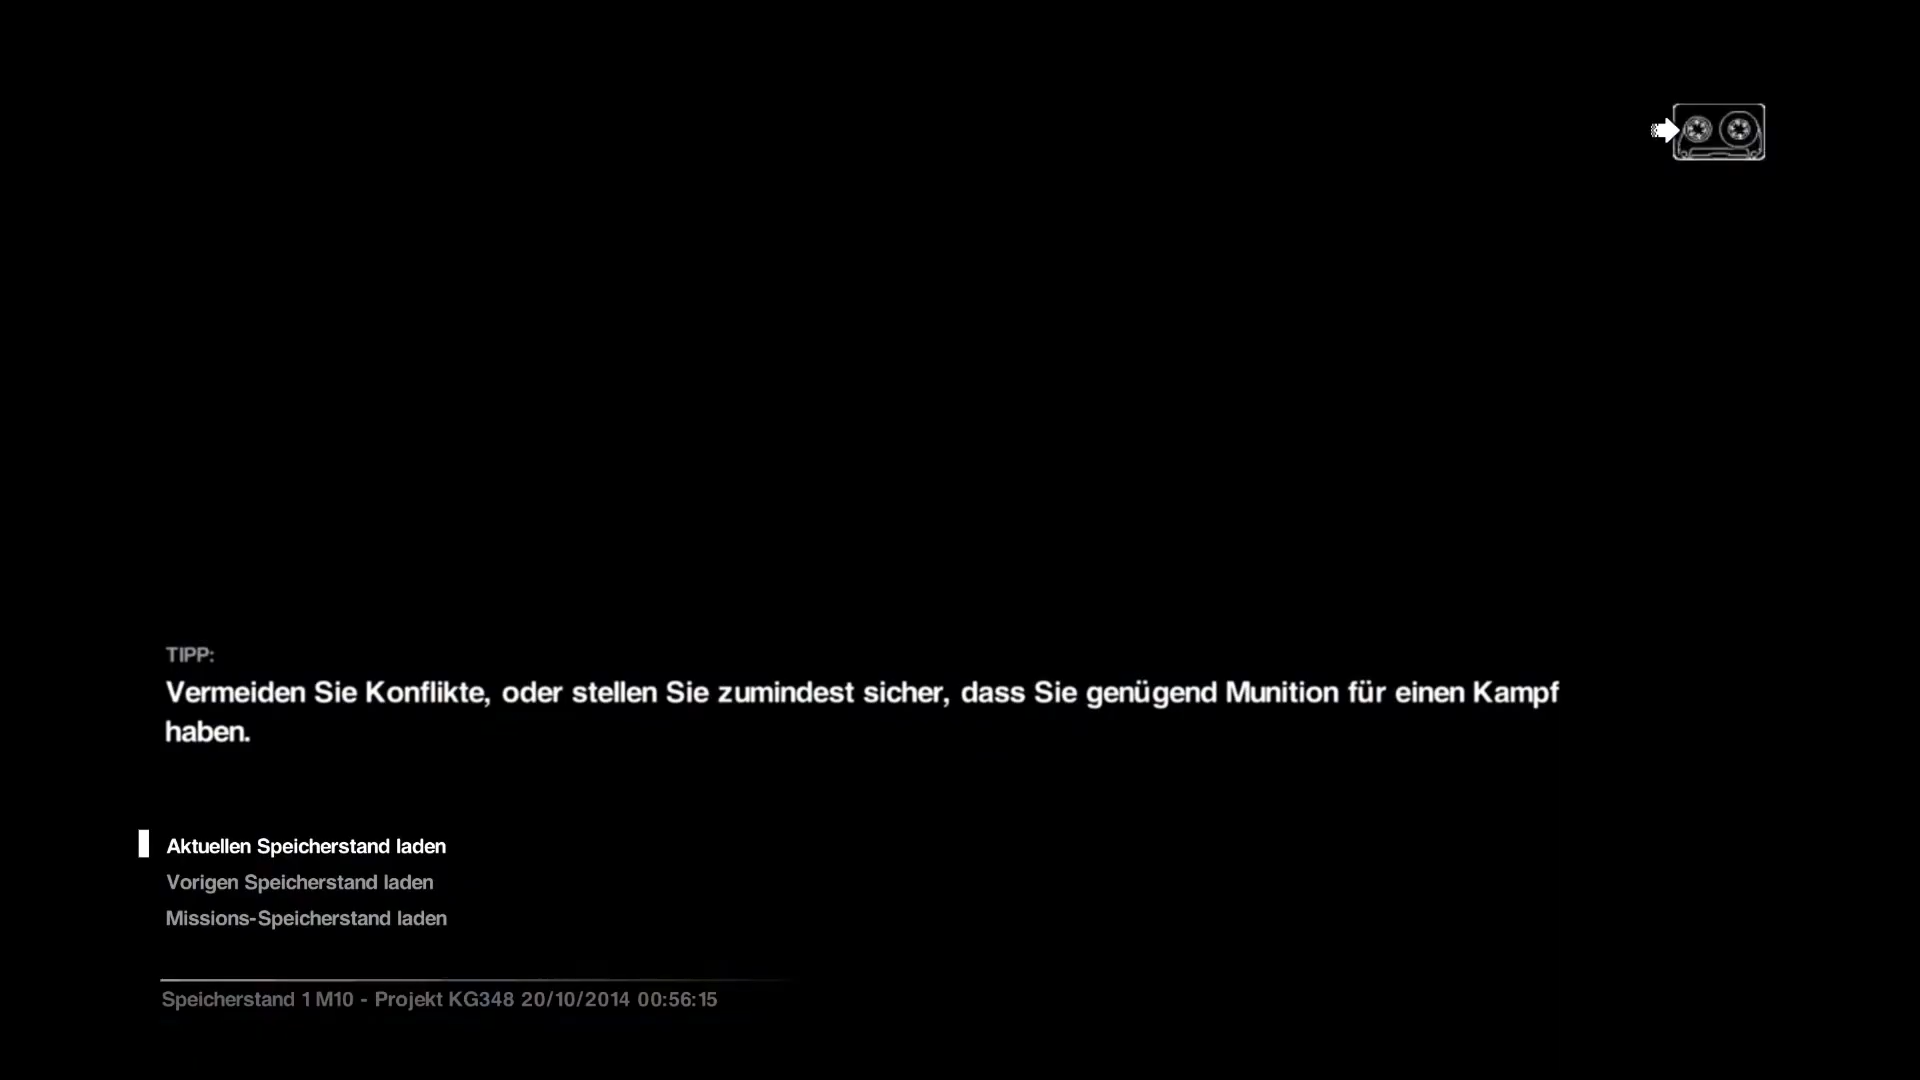 TIPP:
Vermeiden Sie Konflikte, oder stellen Sie zumindest sicher, dass Sie genügend Munition für einen Kampf
haben.
Aktuellen Speicherstand laden
Vorigen Speicherstand laden
Missions-Speicherstand laden
Speicherstand 1 M10 - Projekt KG348 20/10/2014 00:56:15